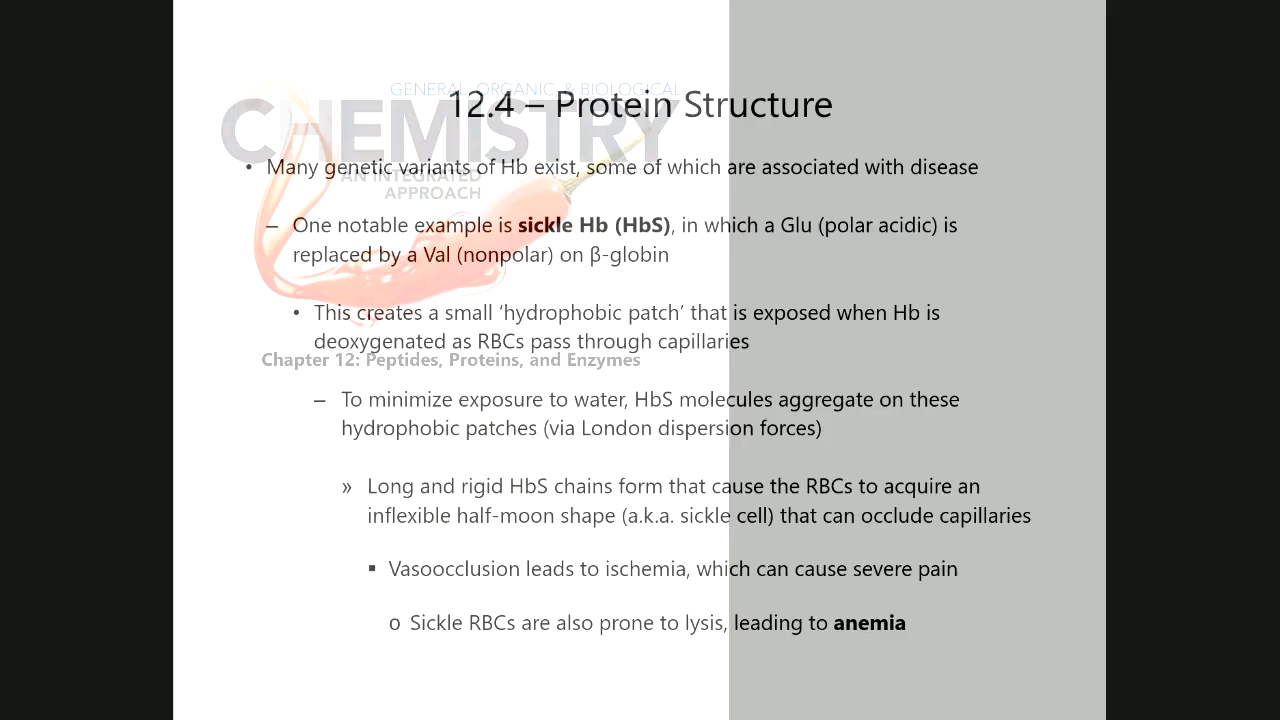 GENERAL, ORGANIC, & BIOLOGICAL
CHEMISTRY
AN INTEGRATED
APPROACH
12.4 – Protein Structure
• Many genetic variants of Hb exist, some of which are associated with disease
– One notable example is sickle Hb (HbS), in which a Glu (polar acidic) is
replaced by a Val (nonpolar) on β-globin
• This creates a small ‘hydrophobic patch’ that is exposed when Hb is
deoxygenated as RBCs pass through capillaries
Chapter 12: Peptides, Proteins, and Enzymes
– To minimize exposure to water, HbS molecules aggregate on these
hydrophobic patches (via London dispersion forces)
» Long and rigid HbS chains form that cause the RBCs to acquire an
inflexible half-moon shape (a.k.a. sickle cell) that can occlude capillaries
▪ Vasoocclusion leads to ischemia, which can cause severe pain
o Sickle RBCs are also prone to lysis, leading to anemia